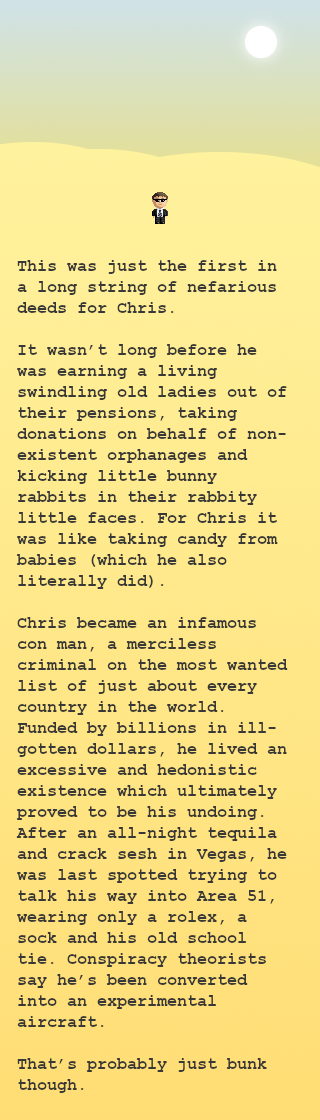 This was just the first in
a long string of nefarious
deeds for Chris.
It wasn’t long before he
was earning a living
swindling old ladies out of
their pensions, taking
donations on behalf of non-
existent orphanages and
kicking little bunny
rabbits in their rabbity
little faces. For Chris it
was like taking candy from
babies (which he also
literally did).
Chris became an infamous
con man, a merciless
criminal on the most wanted
list of just about every
country in the world.
Funded by billions in ill-
gotten dollars, he lived an
excessive and hedonistic
existence which ultimately
proved to be his undoing.
After an all-night tequila
and crack sesh in Vegas, he
was last spotted trying to
talk his way into Area 51,
wearing only a rolex, a
sock and his old school
tie. Conspiracy theorists
say he’s been converted
into an experimental
aircraft.
That’s probably just bunk
though.